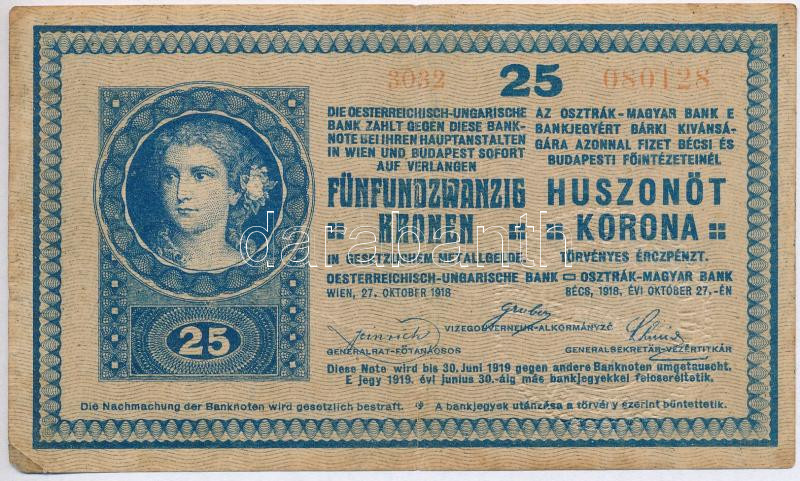 3032 25 080128
DIE OESTERREICHISCH-UNGARISCHE
BANK ZAHLT GEGEN DIESE BANK-
NOTE BEI IHREN HAUPTANSTALTEN
IN WIEN UND BUDAPEST SOFORT
AUF VERLANGEN
FÜNFUNDZWANZIG
KRONEN
IN GESETZLICHEM METALLGELDE.
AZ OSZTRÁK-MAGYAR BANK E
BANKJEGYÉRT BÁRKI KIVÁNSÁ-
GÁRA AZONNAL FIZET BÉCSI ÉS
BUDAPESTI FŐINTÉZETEINÉL
HUSZONÖT
KORONA
TÖRVÉNYES ÉRCZPÉNZT.
OESTERREICHISCH-UNGARISCHE BANK – OSZTRÁK-MAGYAR BANK
WIEN, 27. OKTOBER 1918
BÉCS, 1918. ÉVI OKTÓBER 27.-ÉN
Gruber
VIZEGOUVERNEUR-ALKORMÁNYZÓ
GENERALRAT-FŐTANÁCSOS
GENERALSEKRETÄR-VEZÉRTITKÁR
Diese Note wird bis 30. Juni 1919 gegen andere Banknoten umgetauscht.
E jegy 1919. évi junius 30.-áig más bankjegyekkel felcseréltetik.
Die Nachmachung der Banknoten wird gesetzlich bestraft. A bankjegyek utánzása a törvény szerint büntettetik.
25
darabanth